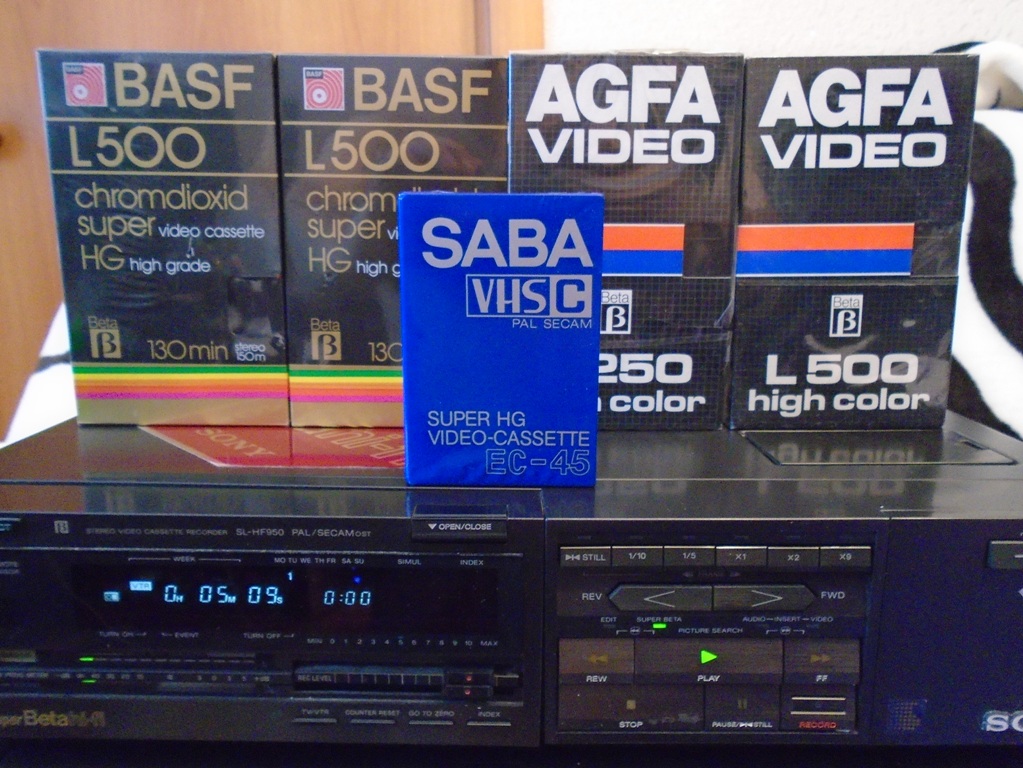 BASF
L500
chromdioxid
super video cassette
HG high grade
Beta
β
130min stereo
150m
BASF
BASF
L500
super
HG
Beta
β
AGFA
VIDEO
Beta
β
250
color
AGFA
VIDEO
Beta
β
L 500
high color
SABA
VHS C
PAL SECAM
SUPER HG
VIDEO-CASSETTE
EC-45
SONY
β STEREO VIDEO CASSETTE RECORDER SL-HF950 PAL/SECAM
▼ OPEN/CLOSE
WEEK MO TU WE TH FR SA SU SIMUL INDEX
1
VTR 0H 05M 09S 0:00
TURN ON EVENT TURN OFF
MIN 0 1 2 3 4 5 6 7 8 9 10 MAX
REC LEVEL
TV/VTR COUNTER RESET GO TO ZERO INDEX
Beta hi-fi
STILL 1/10 1/5 X1 X2 X9
REV FWD
EDIT SUPER BETA AUDIO INSERT VIDEO
PICTURE SEARCH
REW PLAY FF
STOP PAUSE/STILL RECORD